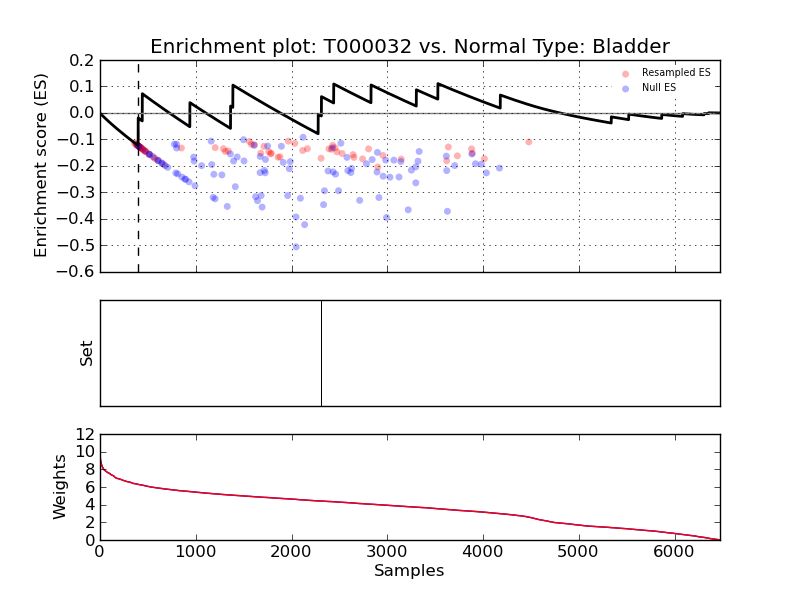 Enrichment plot: T000032 vs. Normal Type: Bladder
Enrichment score (ES)
0.2
0.1
0.0
−0.1
−0.2
−0.3
−0.4
−0.5
−0.6
Resampled ES
Null ES
Set
Weights
12
10
8
6
4
2
0
0 1000 2000 3000 4000 5000 6000
Samples